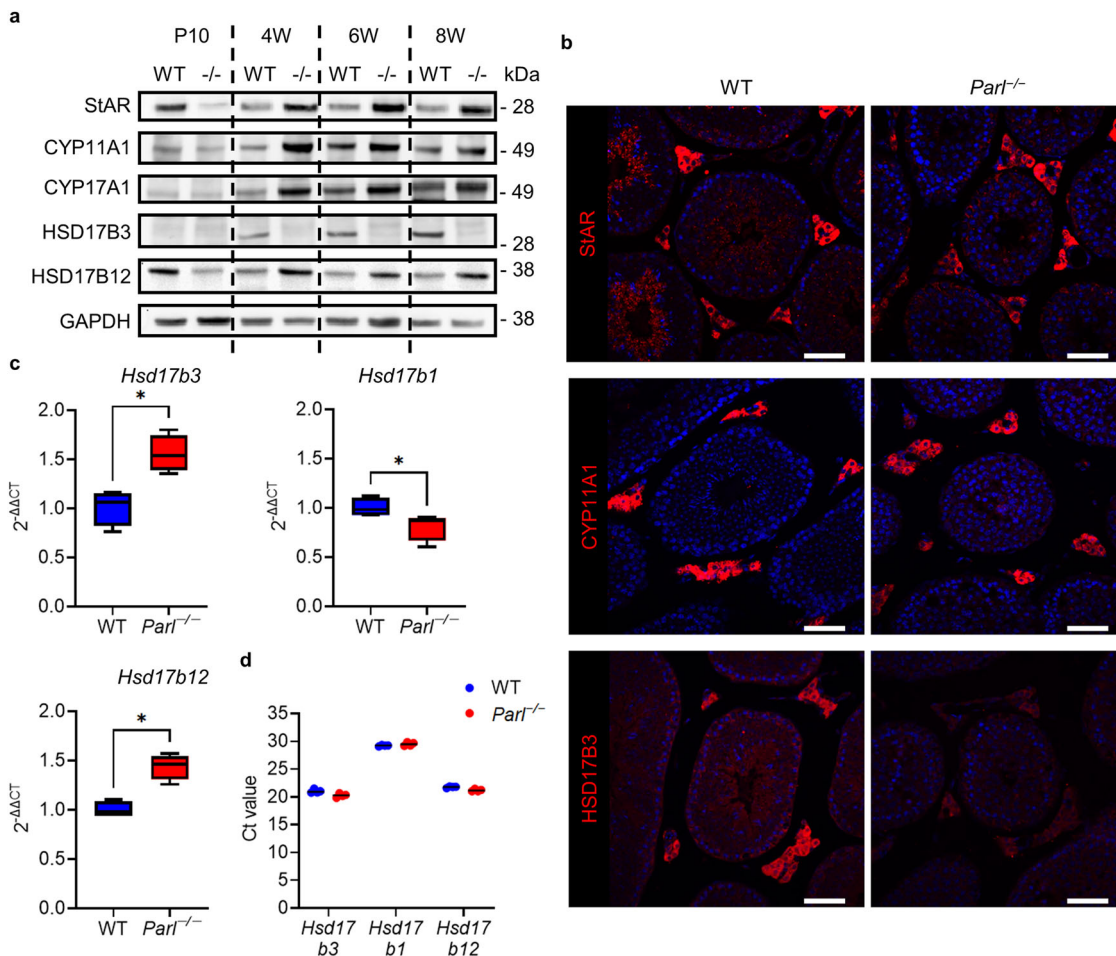 a
P10 4W 6W 8W
WT -/- WT -/- WT -/- WT -/- kDa
StAR - 28
CYP11A1 - 49
CYP17A1 - 49
HSD17B3 - 28
HSD17B12 - 38
GAPDH - 38
b
WT Parl⁻/⁻
StAR
CYP11A1
HSD17B3
c
Hsd17b3
*
2.0
1.5
1.0
0.5
0.0
2^-ΔΔCT
WT Parl⁻/⁻
Hsd17b1
*
2.0
1.5
1.0
0.5
0.0
2^-ΔΔCT
WT Parl⁻/⁻
Hsd17b12
*
2.0
1.5
1.0
0.5
0.0
2^-ΔΔCT
WT Parl⁻/⁻
d
WT
Parl⁻/⁻
35
30
25
20
15
10
5
0
Ct value
Hsd17 Hsd17 Hsd17
b3 b1 b12